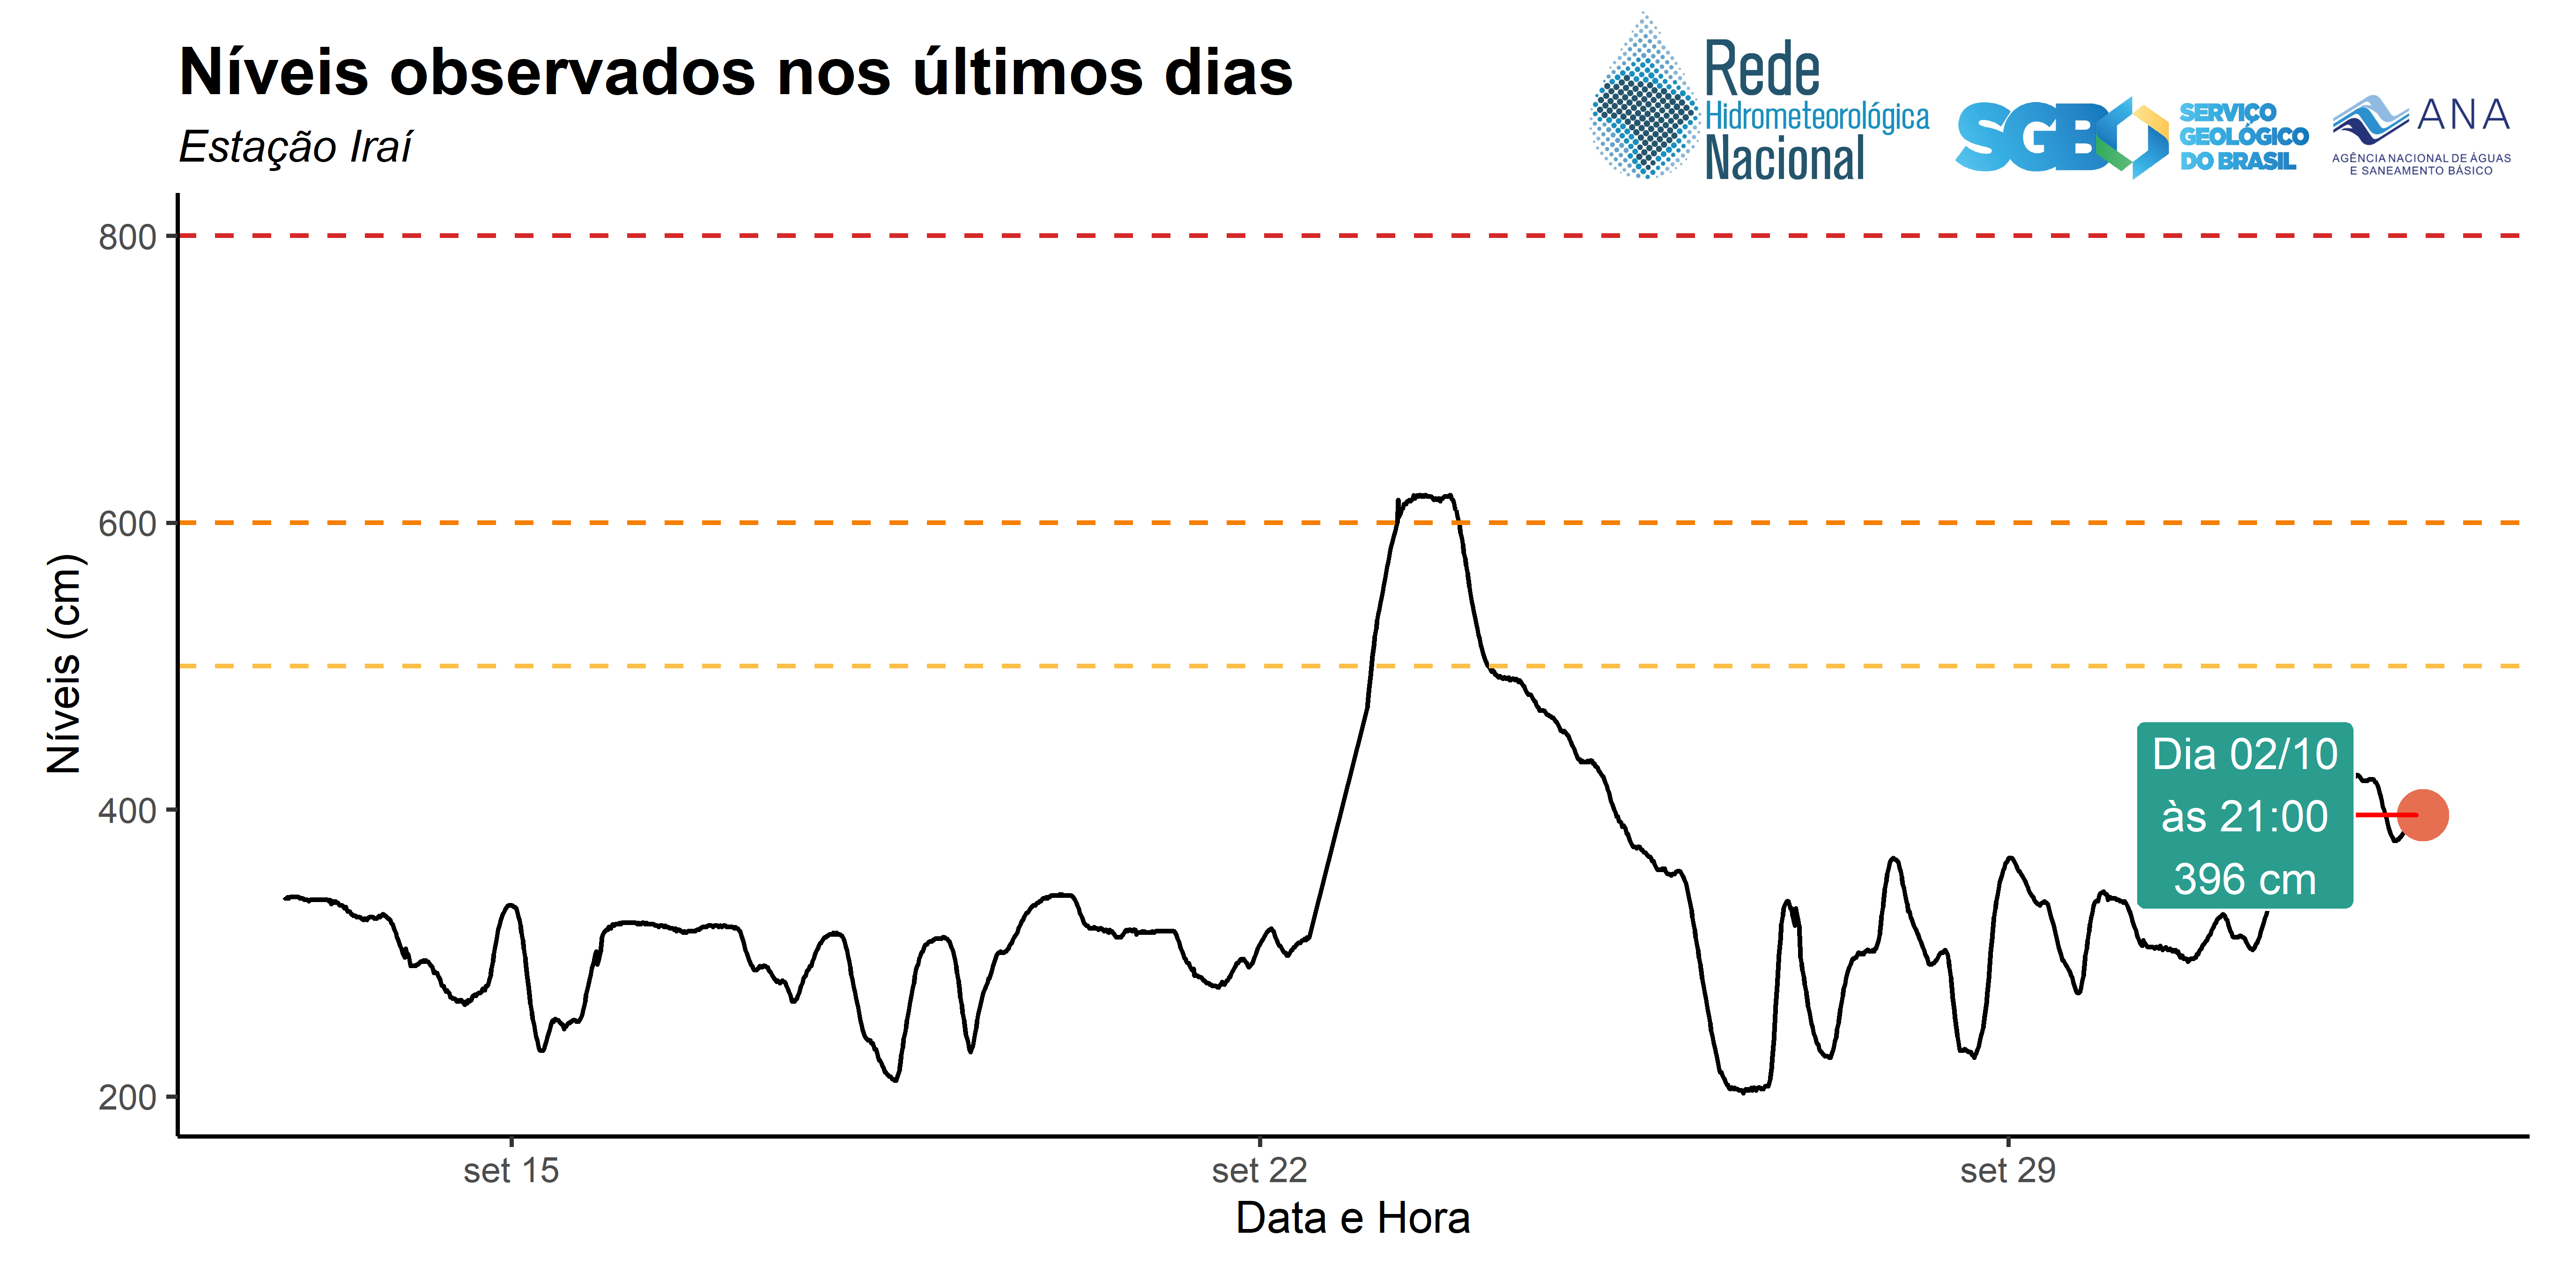 Níveis observados nos últimos dias
Estação Iraí
Rede
Hidrometeorológica
Nacional
SGB
SERVIÇO
GEOLÓGICO
DO BRASIL
ANA
AGÊNCIA NACIONAL DE ÁGUAS
E SANEAMENTO BÁSICO
800
600
400
200
Níveis (cm)
Dia 02/10
às 21:00
396 cm
set 15
set 22
set 29
Data e Hora